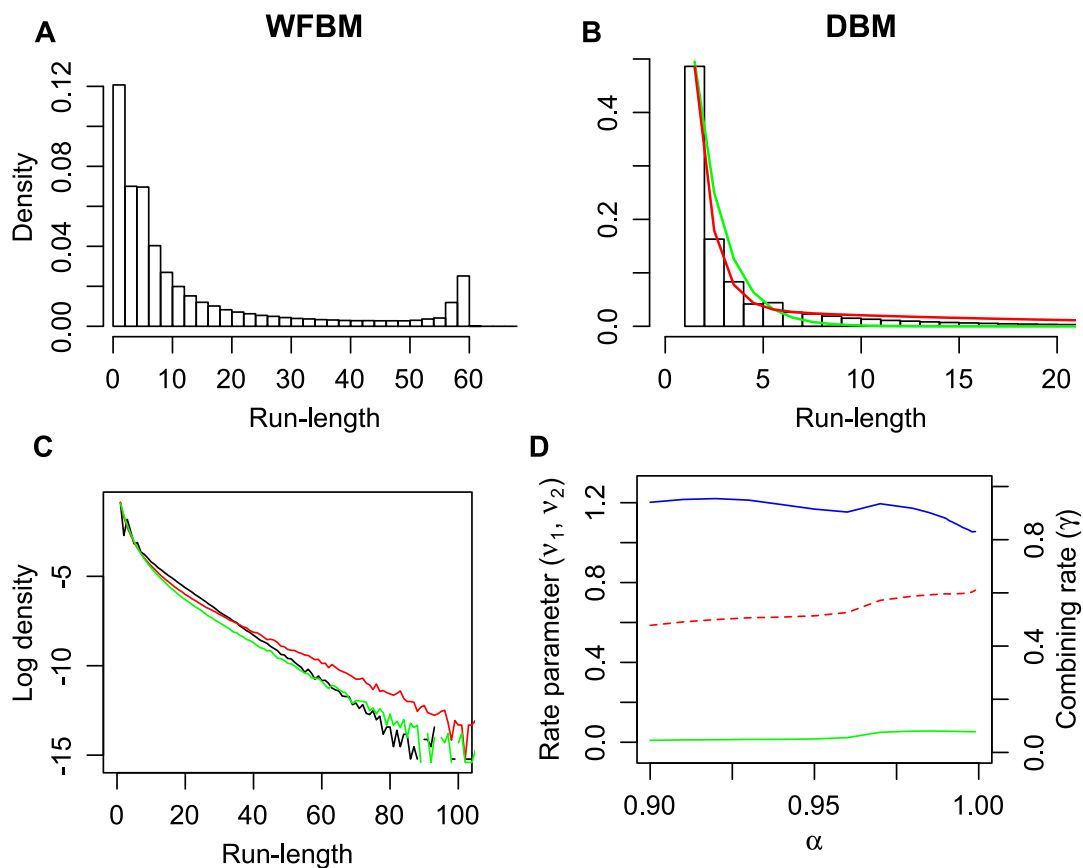 A
WFBM
Density
0.00
0.04
0.08
0.12
0 10 20 30 40 50 60
Run-length
B
DBM
0.0
0.2
0.4
0 5 10 15 20
Run-length
C
Log density
-15
-10
-5
0 20 40 60 80 100
Run-length
D
Rate parameter (ν1, ν2)
0.0
0.4
0.8
1.2
0.0
0.4
0.8
Combining rate (γ)
0.90 0.95 1.00
α